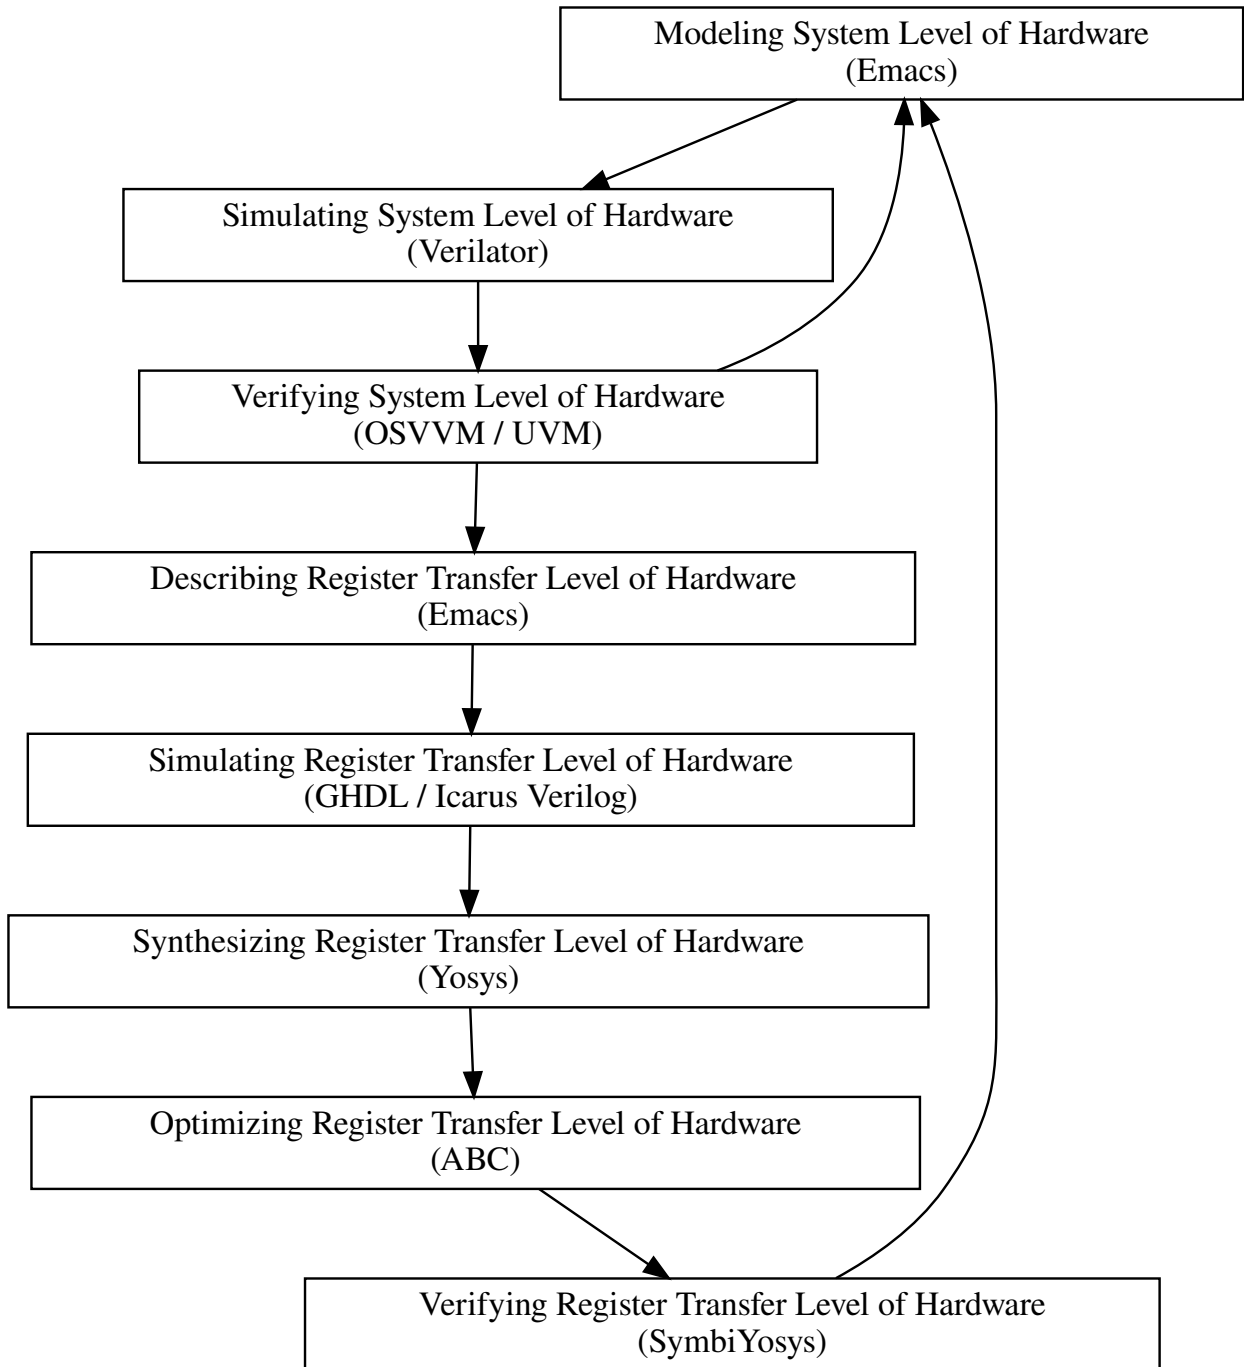 Modeling System Level of Hardware
(Emacs)
Simulating System Level of Hardware
(Verilator)
Verifying System Level of Hardware
(OSVVM / UVM)
Describing Register Transfer Level of Hardware
(Emacs)
Simulating Register Transfer Level of Hardware
(GHDL / Icarus Verilog)
Synthesizing Register Transfer Level of Hardware
(Yosys)
Optimizing Register Transfer Level of Hardware
(ABC)
Verifying Register Transfer Level of Hardware
(SymbiYosys)